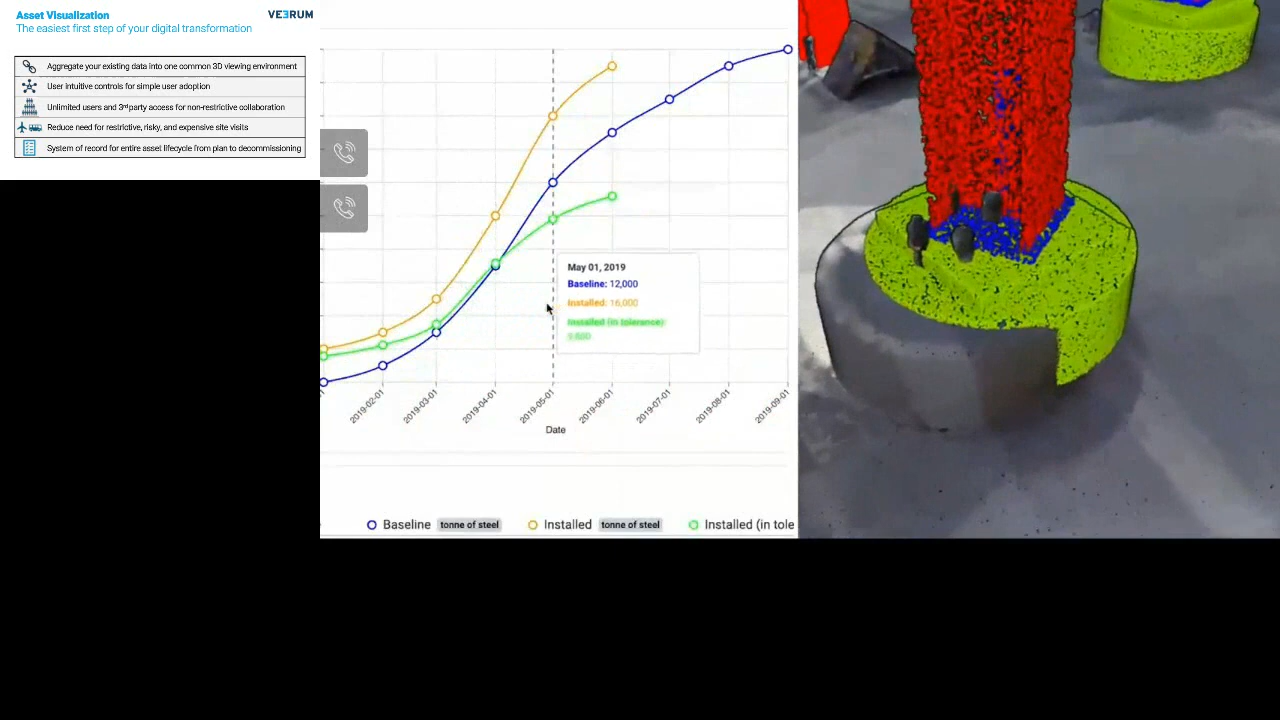 Asset Visualization
VEERUM
The easiest first step of your digital transformation
Aggregate your existing data into one common 3D viewing environment
User intuitive controls for simple user adoption
Unlimited users and 3rd party access for non-restrictive collaboration
Reduce need for restrictive, risky, and expensive site visits
System of record for entire asset lifecycle from plan to decommissioning
May 01, 2019
Baseline: 12,000
Installed: 16,000
Installed (in tolerance):
2019-02-01
2019-03-01
2019-04-01
2019-05-01
2019-06-01
2019-07-01
2019-08-01
2019-09-01
Date
Baseline tonne of steel
Installed tonne of steel
Installed (in tole